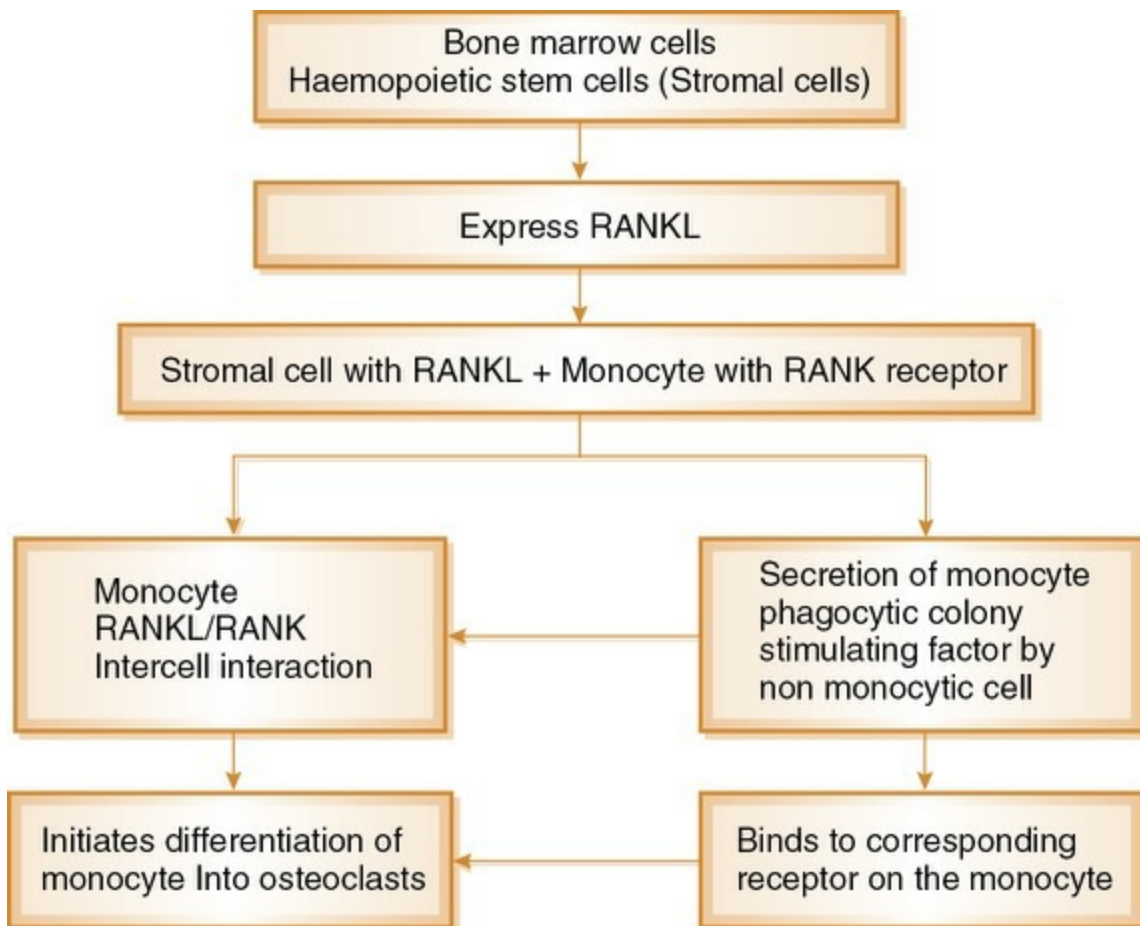 Bone marrow cells
Haemopoietic stem cells (Stromal cells)
Express RANKL
Stromal cell with RANKL + Monocyte with RANK receptor
Monocyte
RANKL/RANK
Intercell interaction
Secretion of monocyte
phagocytic colony
stimulating factor by
non monocytic cell
Initiates differentiation of
monocyte Into osteoclasts
Binds to corresponding
receptor on the monocyte